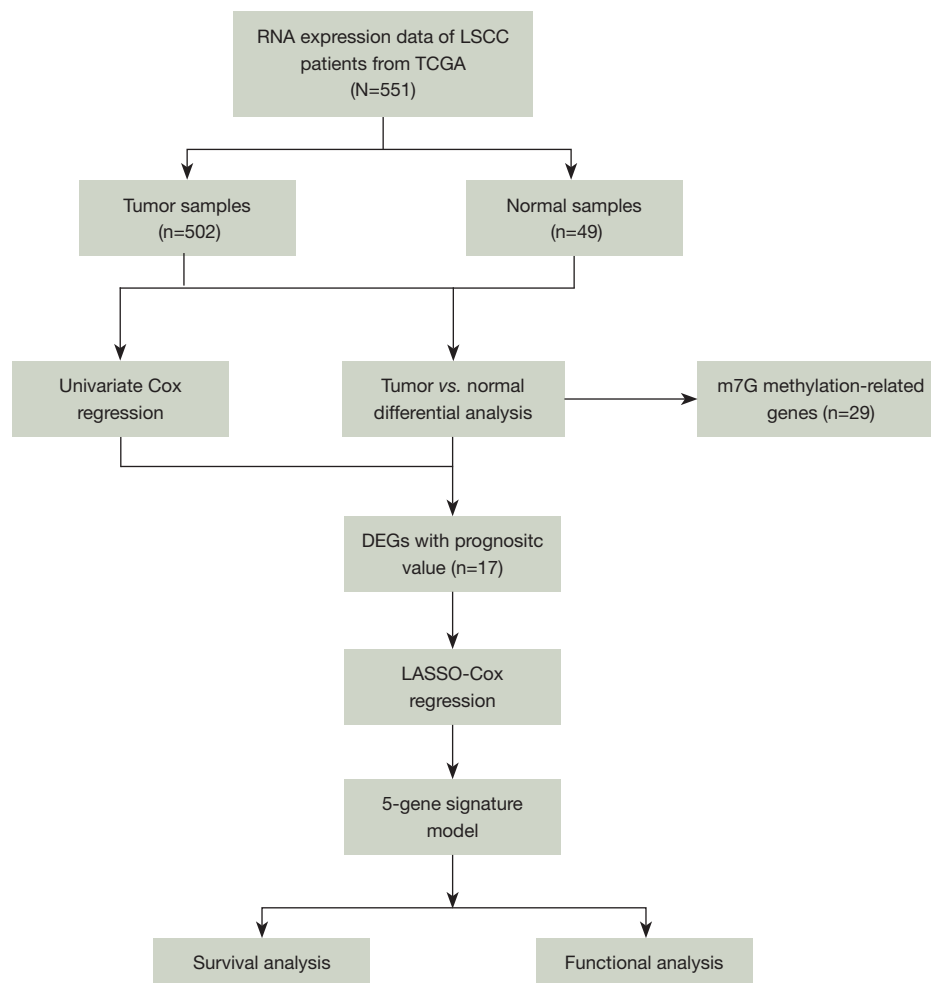 RNA expression data of LSCC
patients from TCGA
(N=551)
Tumor samples
(n=502)
Normal samples
(n=49)
Univariate Cox
regression
Tumor vs. normal
differential analysis
m7G methylation-related
genes (n=29)
DEGs with prognositc
value (n=17)
LASSO-Cox
regression
5-gene signature
model
Survival analysis
Functional analysis